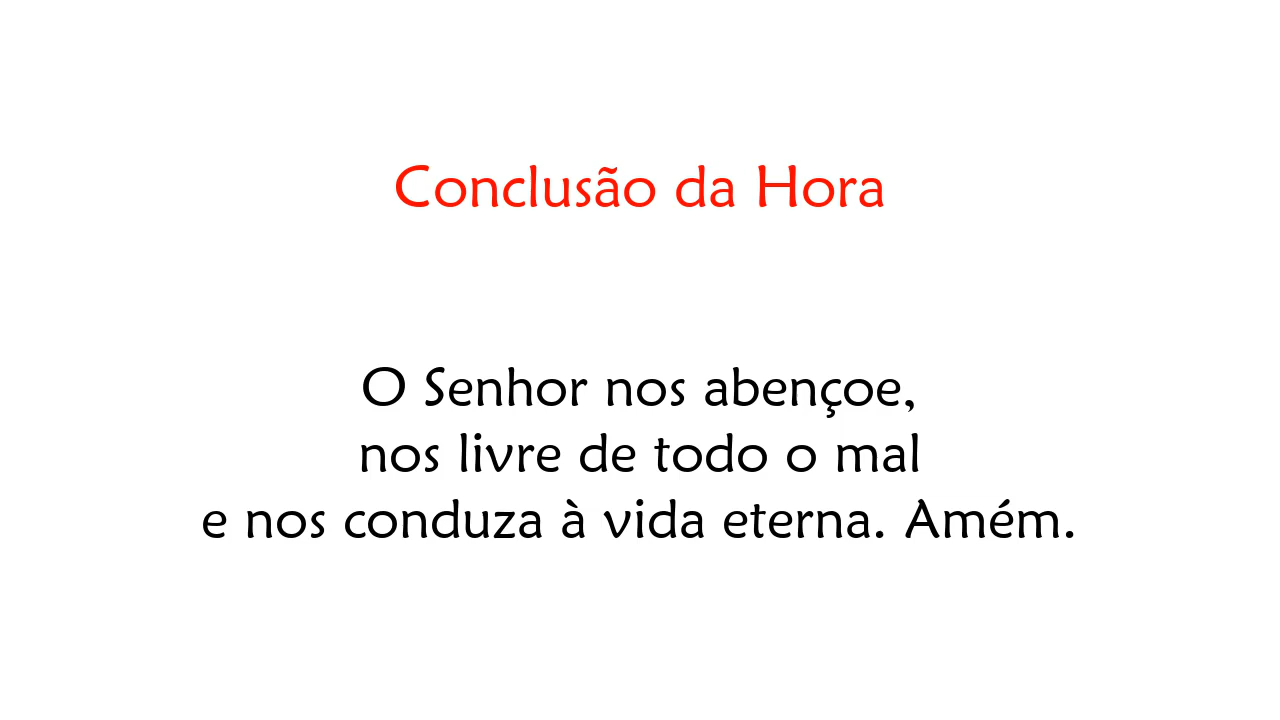 Conclusão da Hora
O Senhor nos abençoe,
nos livre de todo o mal
e nos conduza à vida eterna. Amém.